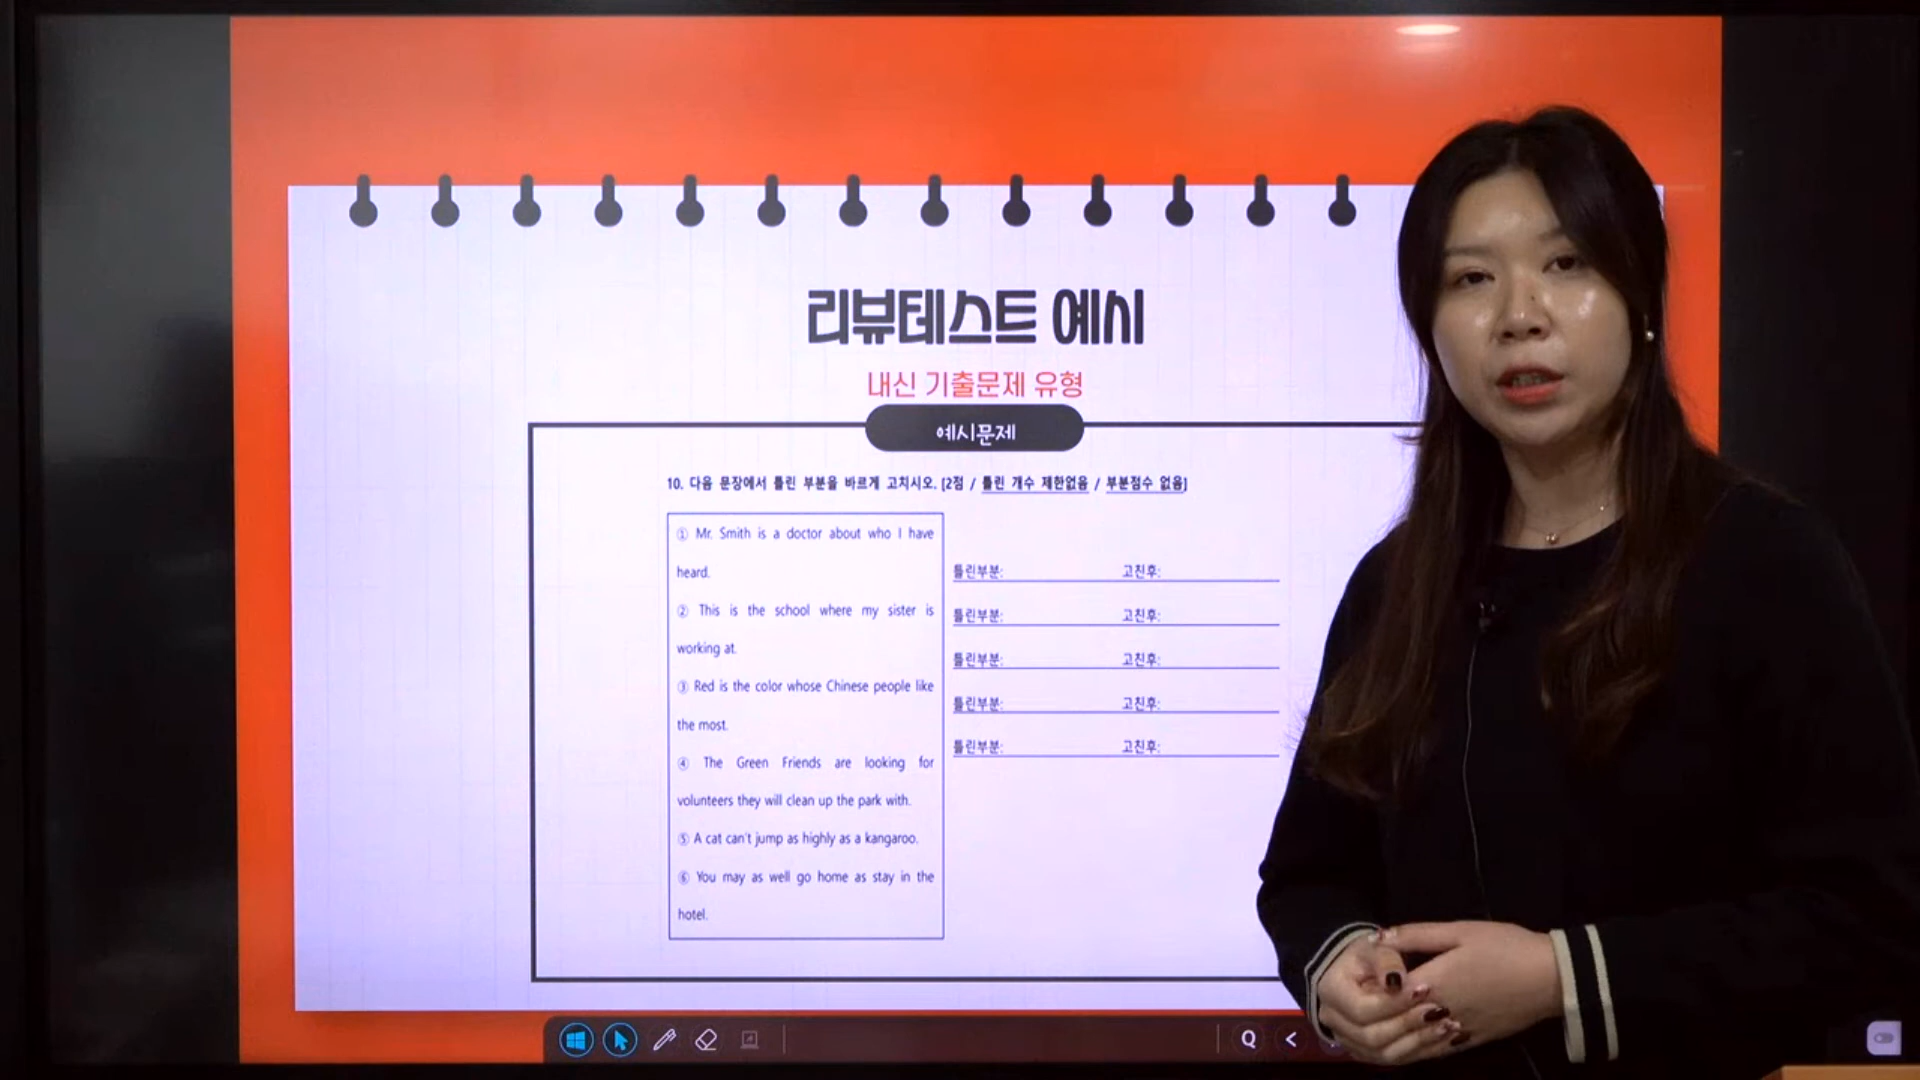 리뷰테스트 예시
내신 기출문제 유형
예시문제
10. 다음 문장에서 틀린 부분을 바르게 고치시오. [2점 / 틀린 개수 제한없음 / 부분점수 없음]
① Mr. Smith is a doctor about who I have
heard.
② This is the school where my sister is
working at.
③ Red is the color whose Chinese people like
the most.
④ The Green Friends are looking for
volunteers they will clean up the park with.
⑤ A cat can't jump as highly as a kangaroo.
⑥ You may as well go home as stay in the
hotel.
틀린부분: 고친후:
틀린부분: 고친후:
틀린부분: 고친후:
틀린부분: 고친후:
틀린부분: 고친후: